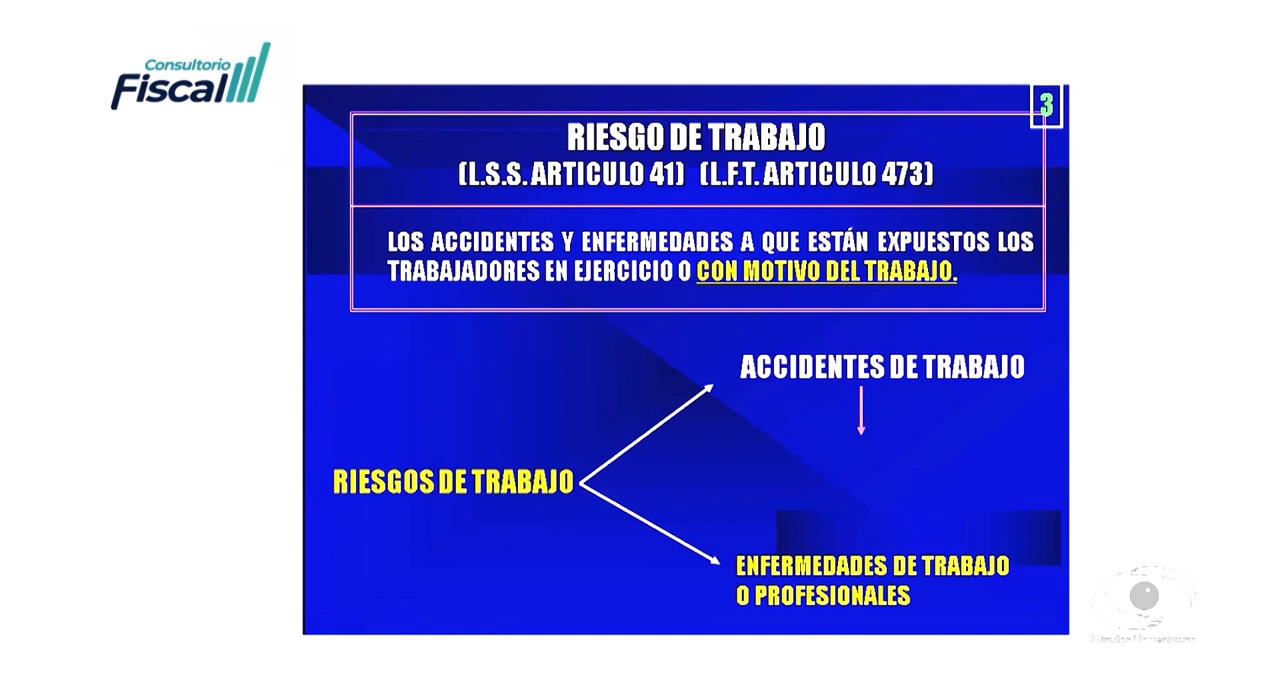 Consultorio
Fiscal
3
RIESGO DE TRABAJO
(L.S.S. ARTICULO 41) (L.F.T. ARTICULO 473)
LOS ACCIDENTES Y ENFERMEDADES A QUE ESTÁN EXPUESTOS LOS
TRABAJADORES EN EJERCICIO O CON MOTIVO DEL TRABAJO.
ACCIDENTES DE TRABAJO
RIESGOS DE TRABAJO
ENFERMEDADES DE TRABAJO
O PROFESIONALES